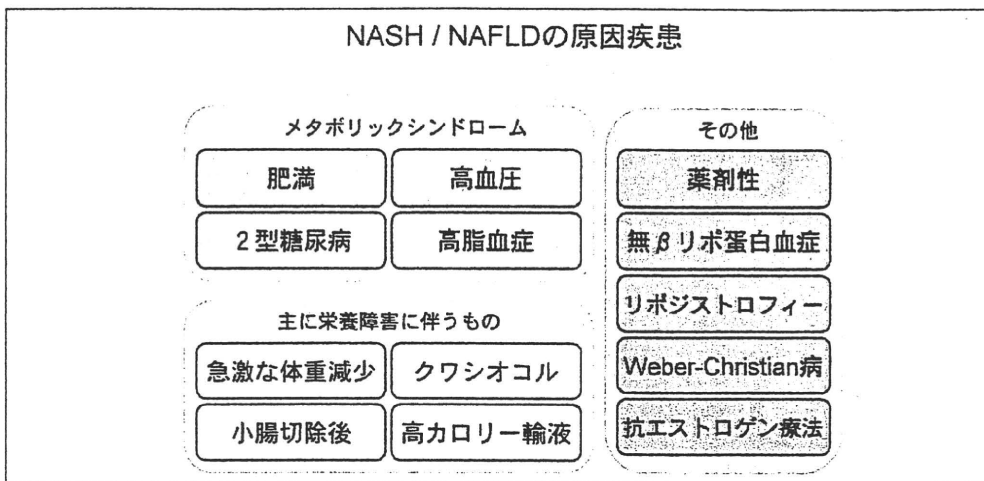 NASH / NAFLDの原因疾患
メタボリックシンドローム
肥満
高血圧
2型糖尿病
高脂血症
主に栄養障害に伴うもの
急激な体重減少
クワシオコル
小腸切除後
高カロリー輸液
その他
薬剤性
無βリポ蛋白血症
リポジストロフィー
Weber-Christian病
抗エストロゲン療法